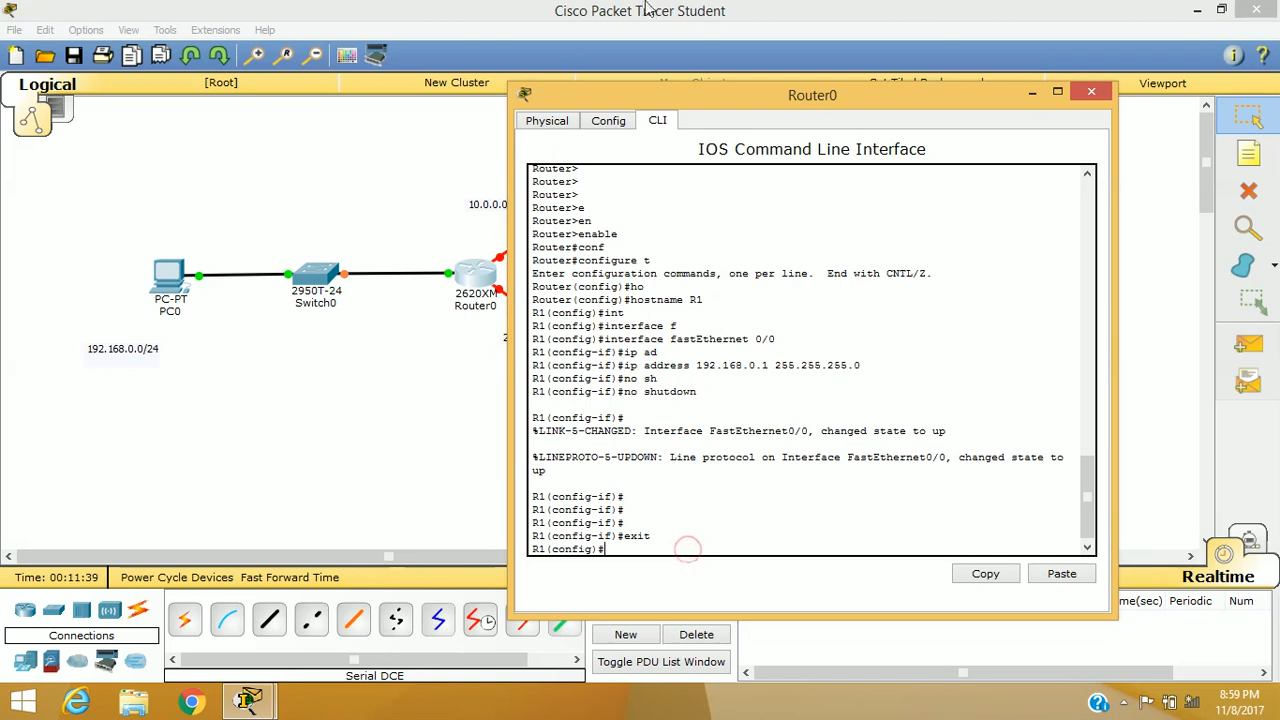 Cisco Packet Tracer Student
File Edit Options View Tools Extensions Help
Logical
[Root]
New Cluster
Viewport
Router0
Physical Config CLI
IOS Command Line Interface
Router>
Router>
Router>
Router>e
Router>en
Router>enable
Router#conf
Router#configure t
Enter configuration commands, one per line.  End with CNTL/Z.
Router(config)#ho
Router(config)#hostname R1
R1(config)#int
R1(config)#interface f
R1(config)#interface fastEthernet 0/0
R1(config-if)#ip ad
R1(config-if)#ip address 192.168.0.1 255.255.255.0
R1(config-if)#no sh
R1(config-if)#no shutdown
R1(config-if)#
%LINK-5-CHANGED: Interface FastEthernet0/0, changed state to up
%LINEPROTO-5-UPDOWN: Line protocol on Interface FastEthernet0/0, changed state to
up
R1(config-if)#
R1(config-if)#
R1(config-if)#
R1(config-if)#exit
R1(config)#
Copy Paste
10.0.0.0
PC-PT
PC0
2950T-24
Switch0
2620XM
Router0
192.168.0.0/24
Time: 00:11:39 Power Cycle Devices Fast Forward Time
Realtime
Connections
Serial DCE
New Delete
Toggle PDU List Window
Periodic Num
8:59 PM
11/8/2017